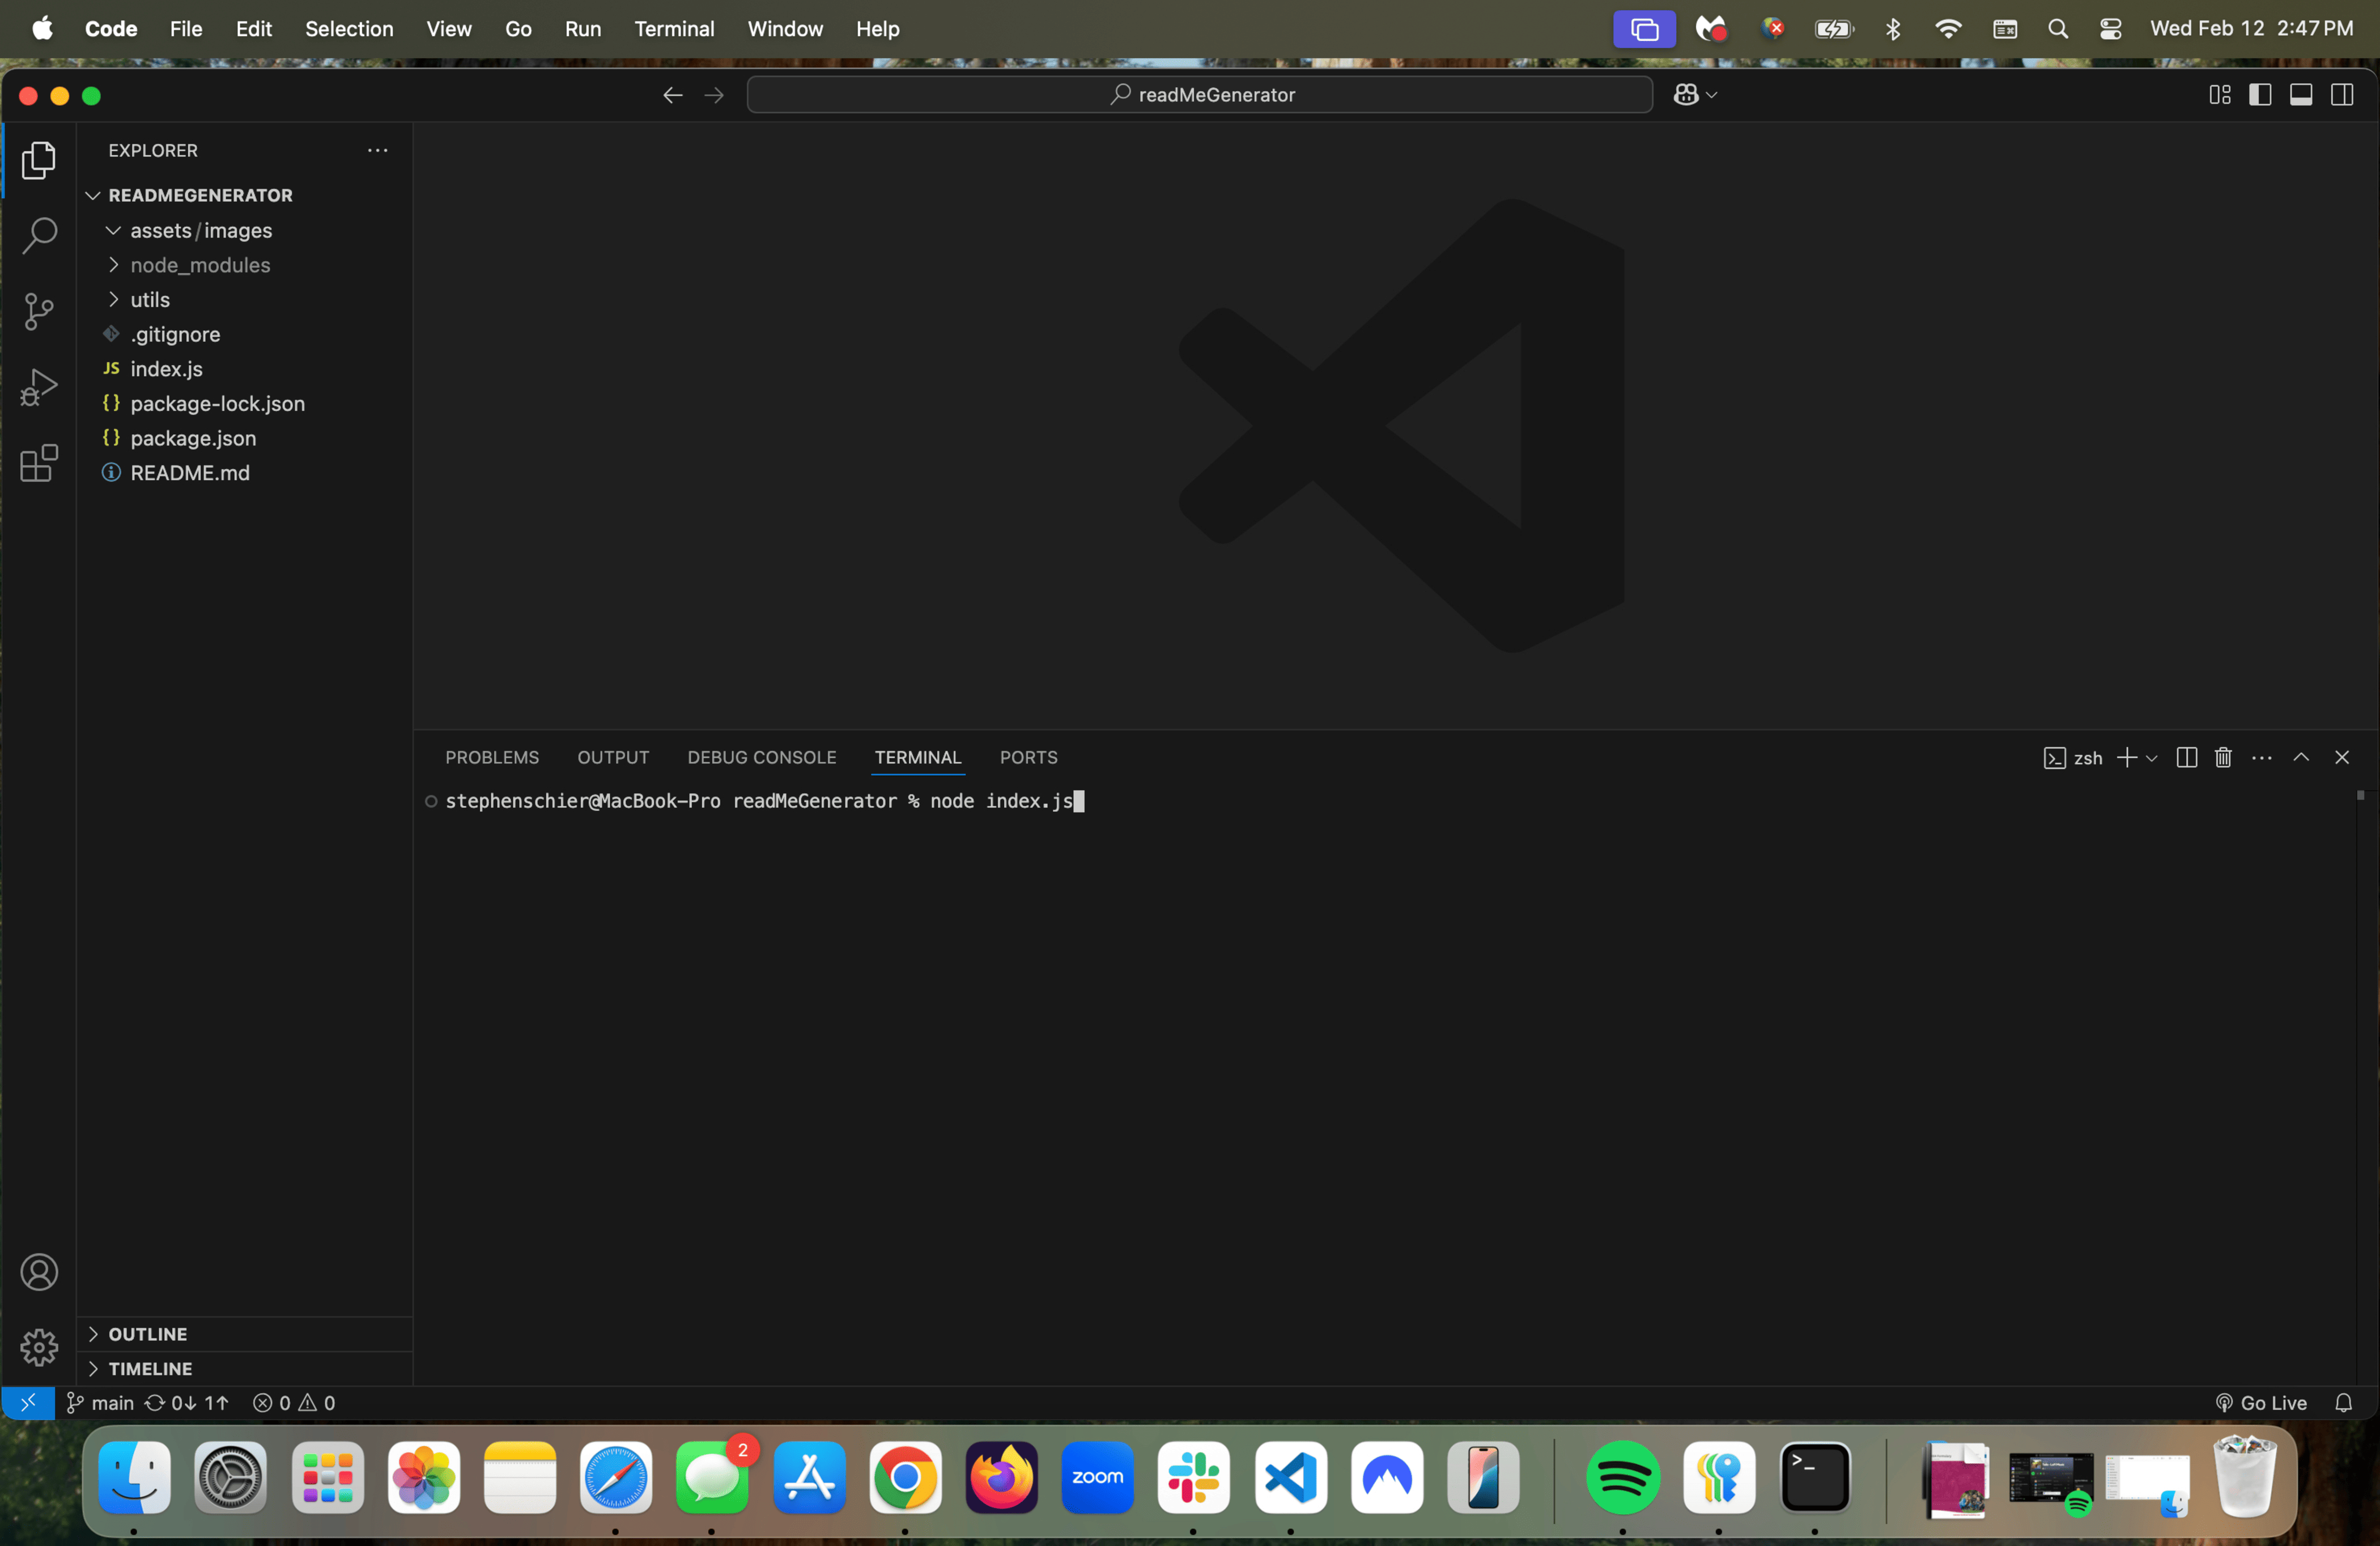 Code File Edit Selection View Go Run Terminal Window Help Wed Feb 12 2:47 PM
readMeGenerator
EXPLORER
READMEGENERATOR
assets/images
node_modules
utils
.gitignore
JS index.js
{} package-lock.json
{} package.json
README.md
PROBLEMS OUTPUT DEBUG CONSOLE TERMINAL PORTS
zsh
stephenschier@MacBook-Pro readMeGenerator % node index.js
OUTLINE
TIMELINE
main 0↓ 1↑ 0 0 Go Live
2
zoom
>_